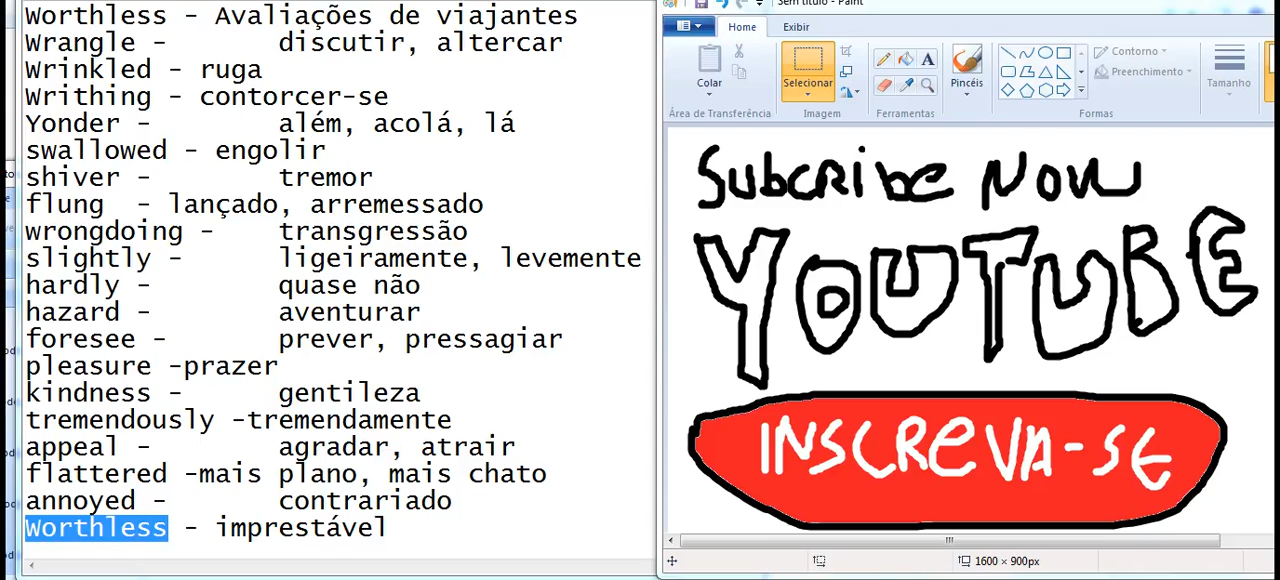 Worthless - Avaliações de viajantes
Wrangle - discutir, altercar
Wrinkled - ruga
Writhing - contorcer-se
Yonder - além, acolá, lá
swallowed - engolir
shiver - tremor
flung - lançado, arremessado
wrongdoing - transgressão
slightly - ligeiramente, levemente
hardly - quase não
hazard - aventurar
foresee - prever, pressagiar
pleasure -prazer
kindness - gentileza
tremendously -tremendamente
appeal - agradar, atrair
flattered -mais plano, mais chato
annoyed - contrariado
Worthless - imprestável
Sem título - Paint
Home Exibir
Colar
Selecionar
A
Pincéis
Contorno
Preenchimento
Tamanho
Área de Transferência Imagem Ferramentas Formas
Subcribe Now
YOUTUBE
INSCREVA-SE
1600 × 900px